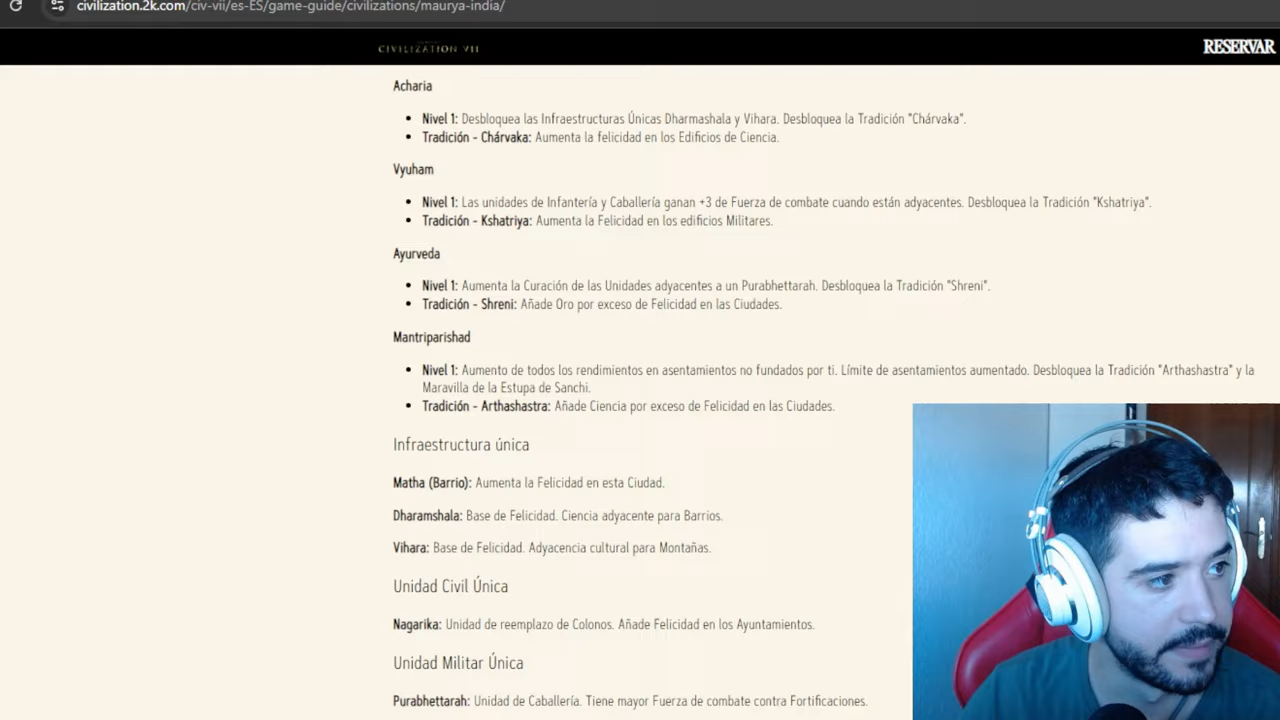 civilization.2k.com/civ-vii/es-ES/game-guide/civilizations/maurya-india/
CIVILIZATION VII
RESERVAR
Acharia
• Nivel 1: Desbloquea las Infraestructuras Únicas Dharmashala y Vihara. Desbloquea la Tradición "Chárvaka".
• Tradición - Chárvaka: Aumenta la felicidad en los Edificios de Ciencia.
Vyuham
• Nivel 1: Las unidades de Infantería y Caballería ganan +3 de Fuerza de combate cuando están adyacentes. Desbloquea la Tradición "Kshatriya".
• Tradición - Kshatriya: Aumenta la Felicidad en los edificios Militares.
Ayurveda
• Nivel 1: Aumenta la Curación de las Unidades adyacentes a un Purabhettarah. Desbloquea la Tradición "Shreni".
• Tradición - Shreni: Añade Oro por exceso de Felicidad en las Ciudades.
Mantriparishad
• Nivel 1: Aumento de todos los rendimientos en asentamientos no fundados por ti. Límite de asentamientos aumentado. Desbloquea la Tradición "Arthashastra" y la
Maravilla de la Estupa de Sanchi.
• Tradición - Arthashastra: Añade Ciencia por exceso de Felicidad en las Ciudades.
Infraestructura única
Matha (Barrio): Aumenta la Felicidad en esta Ciudad.
Dharamshala: Base de Felicidad. Ciencia adyacente para Barrios.
Vihara: Base de Felicidad. Adyacencia cultural para Montañas.
Unidad Civil Única
Nagarika: Unidad de reemplazo de Colonos. Añade Felicidad en los Ayuntamientos.
Unidad Militar Única
Purabhettarah: Unidad de Caballería. Tiene mayor Fuerza de combate contra Fortificaciones.